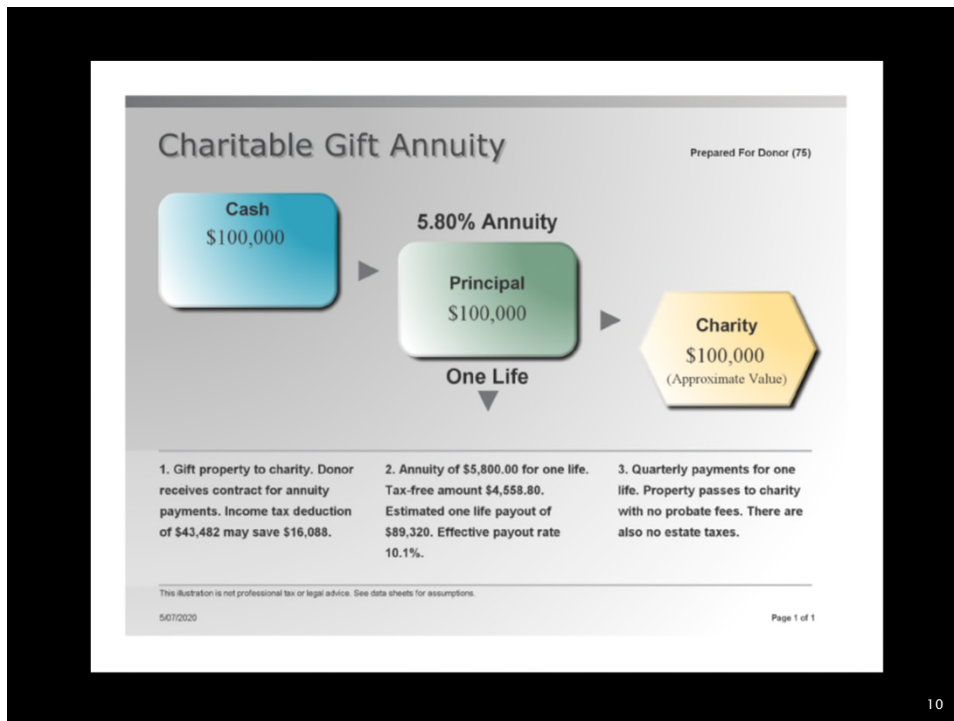 Charitable Gift Annuity
Prepared For Donor (75)
Cash
$100,000
5.80% Annuity
Principal
$100,000
One Life
Charity
$100,000
(Approximate Value)
1. Gift property to charity. Donor
receives contract for annuity
payments. Income tax deduction
of $43,482 may save $16,088.
2. Annuity of $5,800.00 for one life.
Tax-free amount $4,558.80.
Estimated one life payout of
$89,320. Effective payout rate
10.1%.
3. Quarterly payments for one
life. Property passes to charity
with no probate fees. There are
also no estate taxes.
This illustration is not professional tax or legal advice. See data sheets for assumptions.
5/07/2020
Page 1 of 1
10